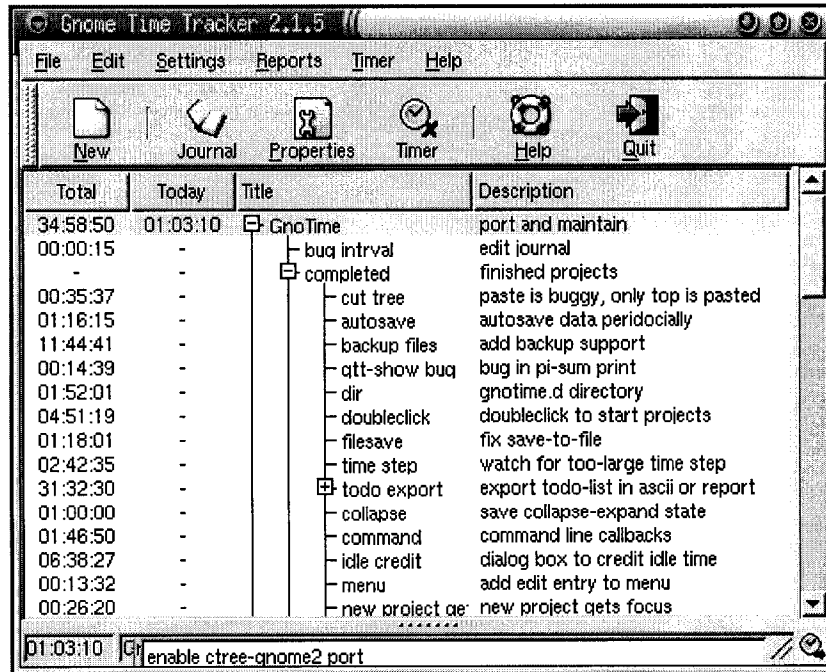 Gnome Time Tracker 2.1.5
File Edit Settings Reports Timer Help
New Journal Properties Timer Help Quit
Total Today Title Description
34:58:50 01:03:10 GnoTime port and maintain
00:00:15 - bug intrval edit journal
- - completed finished projects
00:35:37 - cut tree paste is buggy, only top is pasted
01:16:15 - autosave autosave data peridocially
11:44:41 - backup files add backup support
00:14:39 - gtt-show bug bug in pi-sum print
01:52:01 - dir gnotime.d directory
04:51:19 - doubleclick doubleclick to start projects
01:18:01 - filesave fix save-to-file
02:42:35 - time step watch for too-large time step
31:32:30 - todo export export todo-list in ascii or report
01:00:00 - collapse save collapse-expand state
01:46:50 - command command line callbacks
06:38:27 - idle credit dialog box to credit idle time
00:13:32 - menu add edit entry to menu
00:26:20 - new project ge new project gets focus
01:03:10 enable ctree-gnome2 port